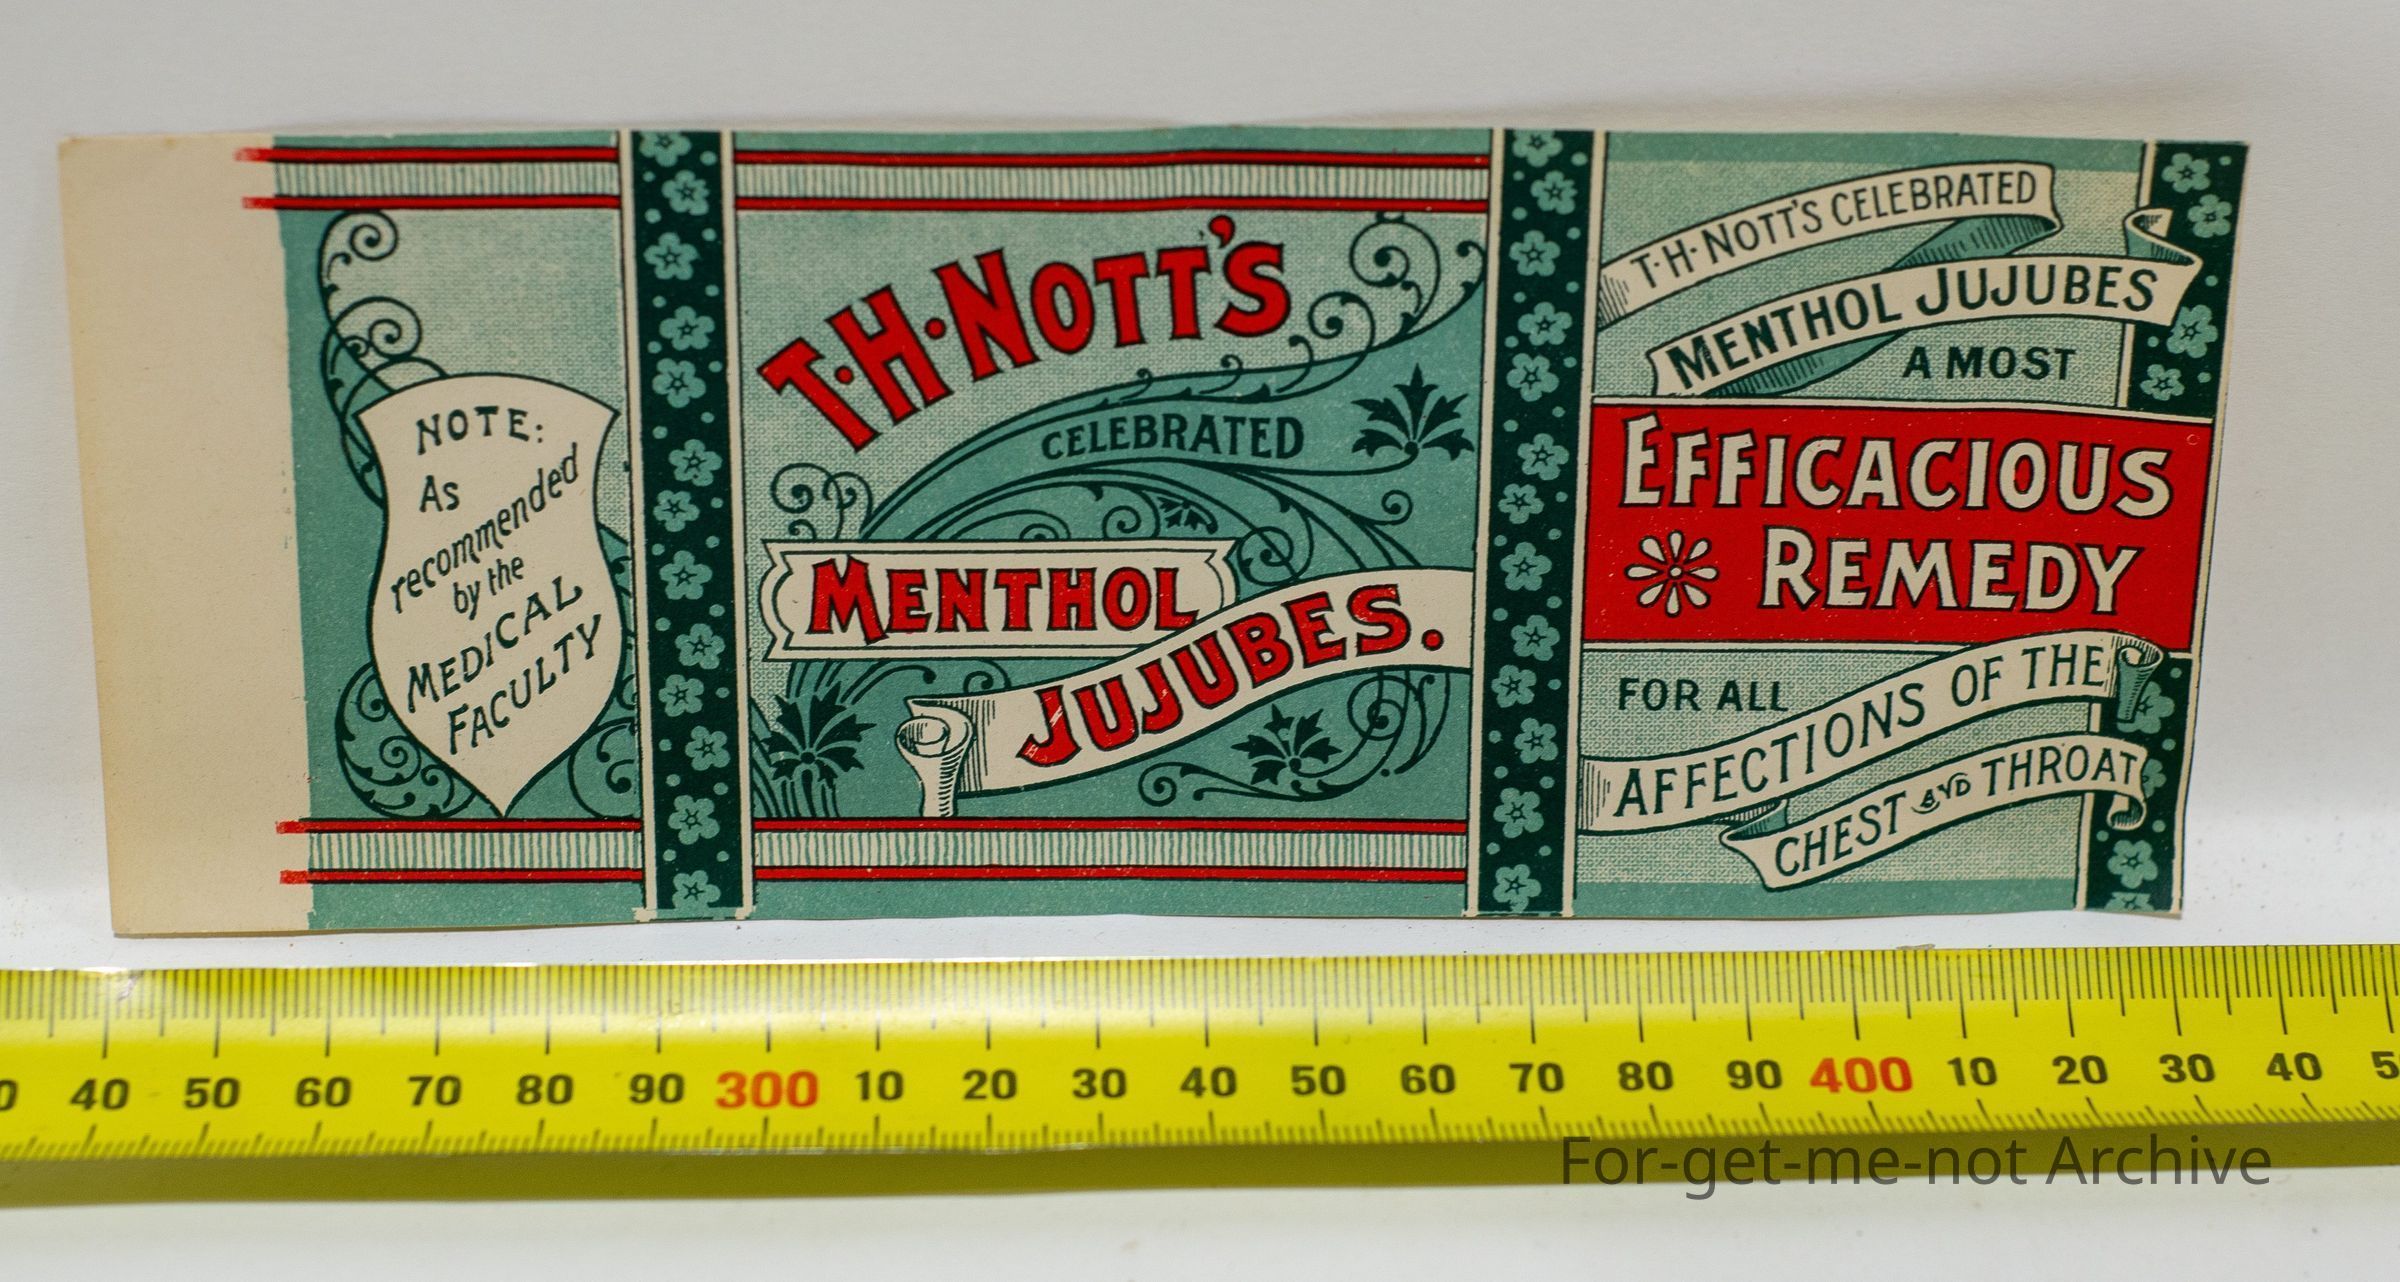 NOTE:
As
recommended
by the
MEDICAL
FACULTY
T·H·NOTT'S
CELEBRATED
MENTHOL
JUJUBES.
T·H·NOTT'S CELEBRATED
MENTHOL JUJUBES
A MOST
EFFICACIOUS
REMEDY
FOR ALL
AFFECTIONS OF THE
CHEST AND THROAT
0 40 50 60 70 80 90 300 10 20 30 40 50 60 70 80 90 400 10 20 30 40 5
For-get-me-not Archive